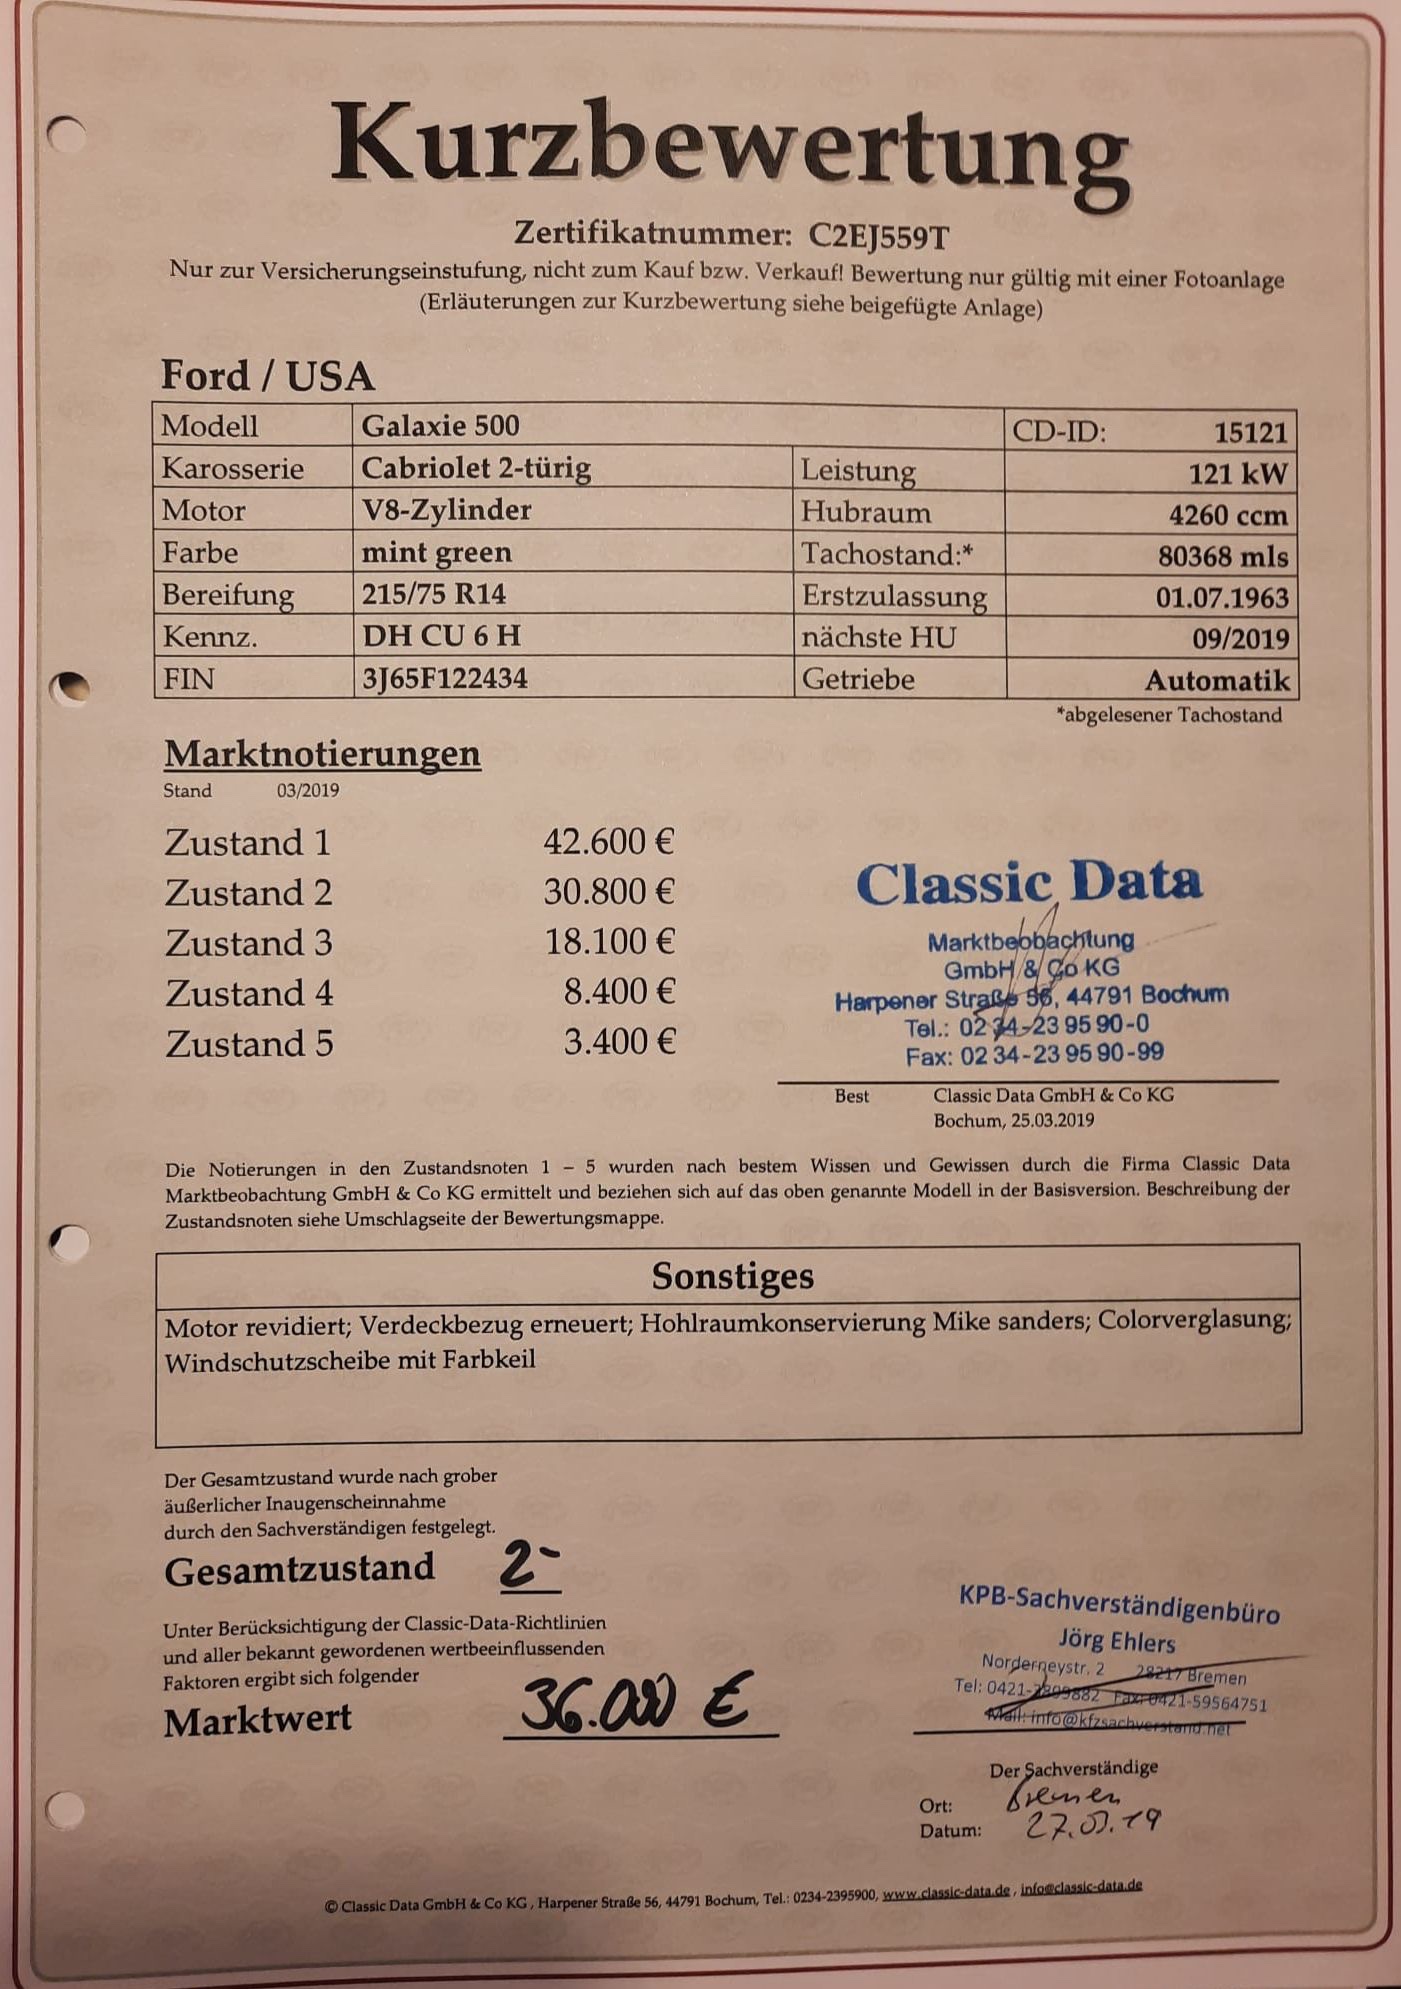 Kurzbewertung
Zertifikatnummer: C2EJ559T
Nur zur Versicherungseinstufung, nicht zum Kauf bzw. Verkauf! Bewertung nur gültig mit einer Fotoanlage
(Erläuterungen zur Kurzbewertung siehe beigefügte Anlage)
Ford / USA
Modell Galaxie 500 CD-ID: 15121
Karosserie Cabriolet 2-türig Leistung 121 kW
Motor V8-Zylinder Hubraum 4260 ccm
Farbe mint green Tachostand:* 80368 mls
Bereifung 215/75 R14 Erstzulassung 01.07.1963
Kennz. DH CU 6 H nächste HU 09/2019
FIN 3J65F122434 Getriebe Automatik
*abgelesener Tachostand
Marktnotierungen
Stand 03/2019
Zustand 1 42.600 €
Zustand 2 30.800 €
Zustand 3 18.100 €
Zustand 4 8.400 €
Zustand 5 3.400 €
Classic Data
Marktbeobachtung
GmbH & Co KG
Harpener Straße 56, 44791 Bochum
Tel.: 02 34-23 95 90-0
Fax: 02 34-23 95 90-99
Best Classic Data GmbH & Co KG
Bochum, 25.03.2019
Die Notierungen in den Zustandsnoten 1 – 5 wurden nach bestem Wissen und Gewissen durch die Firma Classic Data
Marktbeobachtung GmbH & Co KG ermittelt und beziehen sich auf das oben genannte Modell in der Basisversion. Beschreibung der
Zustandsnoten siehe Umschlagseite der Bewertungsmappe.
Sonstiges
Motor revidiert; Verdeckbezug erneuert; Hohlraumkonservierung Mike sanders; Colorverglasung;
Windschutzscheibe mit Farbkeil
Der Gesamtzustand wurde nach grober
äußerlicher Inaugenscheinnahme
durch den Sachverständigen festgelegt.
Gesamtzustand 2-
Unter Berücksichtigung der Classic-Data-Richtlinien
und aller bekannt gewordenen wertbeeinflussenden
Faktoren ergibt sich folgender
Marktwert 36.000 €
KPB-Sachverständigenbüro
Jörg Ehlers
Norderneystr. 2 28217 Bremen
Tel: 0421- Fax: 0421-59564751
Mail: info@kfzsachverstand.net
Der Sachverständige
Ort: Bremen
Datum: 27.03.19
© Classic Data GmbH & Co KG , Harpener Straße 56, 44791 Bochum, Tel.: 0234-2395900, www.classic-data.de , info@classic-data.de